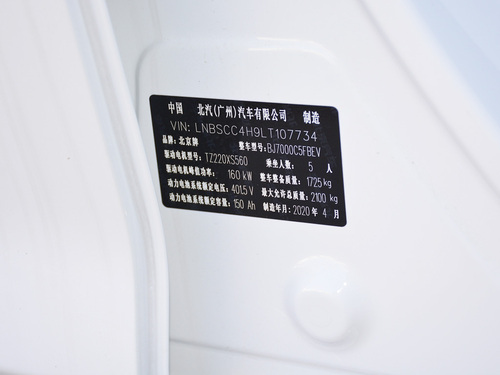 中国 北汽(广州)汽车有限公司 制造
VIN: LNBSCC4H9LT107734
品牌: 北京牌 整车型号: BJ7000C5FBEV
驱动电机型号: TZ220XS560 乘坐人数: 5 人
驱动电机峰值功率: 160 kW 整车整备质量: 1725 kg
动力电池系统额定电压: 401.5 V 最大允许总质量: 2100 kg
动力电池系统额定容量: 150 Ah 制造年月: 2020 年 4 月